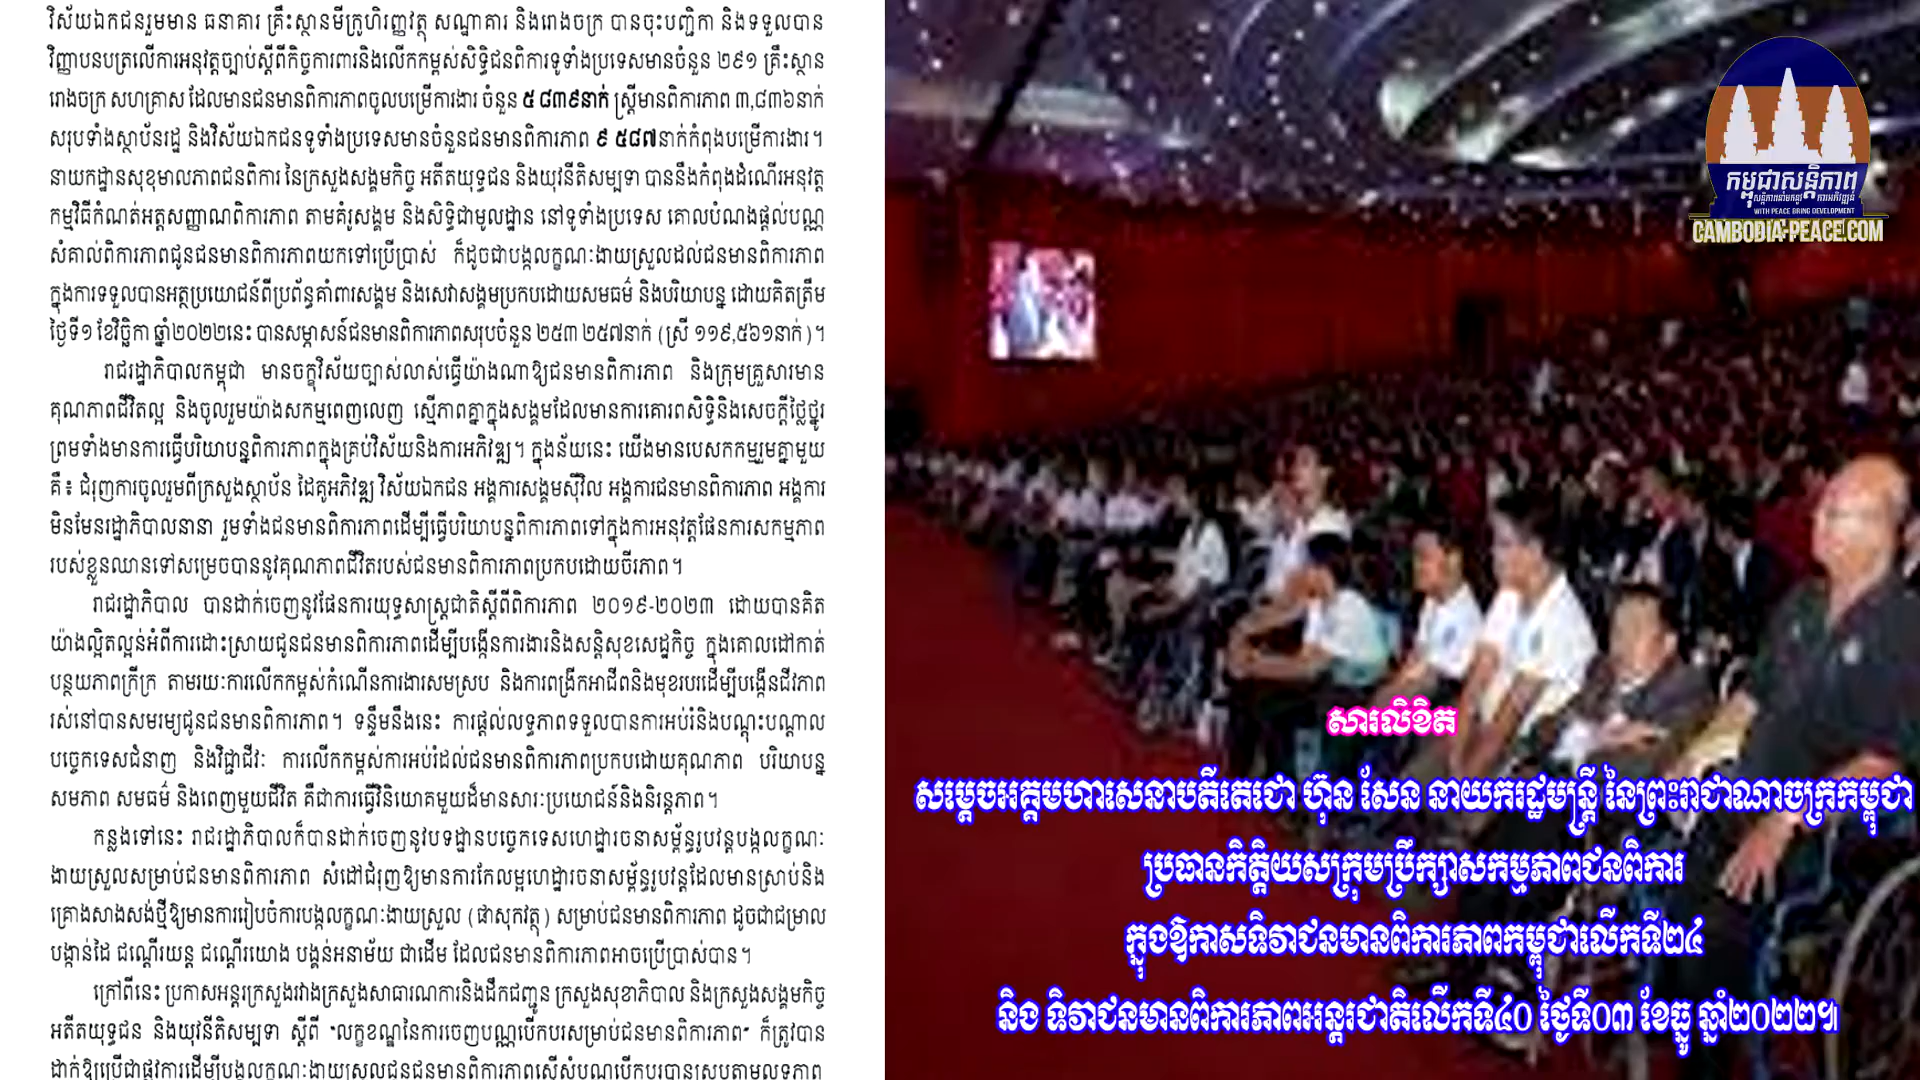 វិស័យឯកជនរួមមាន ធនាគារ គ្រឹះស្ថានមីក្រូហិរញ្ញវត្ថុ សណ្ឋាគារ និងរោងចក្រ បានចុះបញ្ជិកា និងទទួលបាន
វិញ្ញាបនបត្រលើការអនុវត្តច្បាប់ស្តីពីកិច្ចការពារនិងលើកកម្ពស់សិទ្ធិជនពិការទូទាំងប្រទេសមានចំនួន ២៩១ គ្រឹះស្ថាន
រោងចក្រ សហគ្រាស ដែលមានជនមានពិការភាពចូលបម្រើការងារ ចំនួន ៥ ៨៣៩នាក់ ស្ត្រីមានពិការភាព ៣,៨៣៦នាក់
សរុបទាំងស្ថាប័នរដ្ឋ និងវិស័យឯកជនទូទាំងប្រទេសមានចំនួនជនមានពិការភាព ៩ ៥៨៧នាក់កំពុងបម្រើការងារ។
នាយកដ្ឋានសុខុមាលភាពជនពិការ នៃក្រសួងសង្គមកិច្ច អតីតយុទ្ធជន និងយុវនីតិសម្បទា បាននឹងកំពុងដំណើរអនុវត្ត
កម្មវិធីកំណត់អត្តសញ្ញាណពិការភាព តាមគំរូសង្គម និងសិទ្ធិជាមូលដ្ឋាន នៅទូទាំងប្រទេស គោលបំណងផ្តល់បណ្ណ
សំគាល់ពិការភាពជូនជនមានពិការភាពយកទៅប្រើប្រាស់ ក៏ដូចជាបង្កលក្ខណៈងាយស្រួលដល់ជនមានពិការភាព
ក្នុងការទទួលបានអត្ថប្រយោជន៍ពីប្រព័ន្ធគាំពារសង្គម និងសេវាសង្គមប្រកបដោយសមធម៌ និងបរិយាបន្ន ដោយគិតត្រឹម
ថ្ងៃទី១ ខែវិច្ឆិកា ឆ្នាំ២០២២នេះ បានសម្ភាសន៍ជនមានពិការភាពសរុបចំនួន ២៥៣ ២៥៧នាក់ (ស្រី ១១៩,៥៦១នាក់)។
រាជរដ្ឋាភិបាលកម្ពុជា មានចក្ខុវិស័យច្បាស់លាស់ធ្វើយ៉ាងណាឱ្យជនមានពិការភាព និងក្រុមគ្រួសារមាន
គុណភាពជីវិតល្អ និងចូលរួមយ៉ាងសកម្មពេញលេញ ស្មើភាពគ្នាក្នុងសង្គមដែលមានការគោរពសិទ្ធិនិងសេចក្តីថ្លៃថ្នូរ
ព្រមទាំងមានការធ្វើបរិយាបន្នពិការភាពក្នុងគ្រប់វិស័យនិងការអភិវឌ្ឍ។ ក្នុងន័យនេះ យើងមានបេសកកម្មរួមគ្នាមួយ
គឺ៖ ជំរុញការចូលរួមពីក្រសួងស្ថាប័ន ដៃគូអភិវឌ្ឍ វិស័យឯកជន អង្គការសង្គមស៊ីវិល អង្គការជនមានពិការភាព អង្គការ
មិនមែនរដ្ឋាភិបាលនានា រួមទាំងជនមានពិការភាពដើម្បីធ្វើបរិយាបន្នពិការភាពទៅក្នុងការអនុវត្តផែនការសកម្មភាព
របស់ខ្លួនឈានទៅសម្រេចបាននូវគុណភាពជីវិតរបស់ជនមានពិការភាពប្រកបដោយចីរភាព។
រាជរដ្ឋាភិបាល បានដាក់ចេញនូវផែនការយុទ្ធសាស្ត្រជាតិស្តីពីពិការភាព ២០១៩-២០២៣ ដោយបានគិត
យ៉ាងល្អិតល្អន់អំពីការដោះស្រាយជូនជនមានពិការភាពដើម្បីបង្កើនការងារនិងសន្តិសុខសេដ្ឋកិច្ច ក្នុងគោលដៅកាត់
បន្ថយភាពក្រីក្រ តាមរយៈការលើកកម្ពស់កំណើនការងារសមស្រប និងការពង្រីកអាជីពនិងមុខរបរដើម្បីបង្កើនជីវភាព
រស់នៅបានសមរម្យជូនជនមានពិការភាព។ ទន្ទឹមនឹងនេះ ការផ្តល់លទ្ធភាពទទួលបានការអប់រំនិងបណ្តុះបណ្តាល
បច្ចេកទេសជំនាញ និងវិជ្ជាជីវៈ ការលើកកម្ពស់ការអប់រំដល់ជនមានពិការភាពប្រកបដោយគុណភាព បរិយាបន្ន
សមភាព សមធម៌ និងពេញមួយជីវិត គឺជាការធ្វើវិនិយោគមួយដ៏មានសារៈប្រយោជន៍និងនិរន្តភាព។
កន្លងទៅនេះ រាជរដ្ឋាភិបាលក៏បានដាក់ចេញនូវបទដ្ឋានបច្ចេកទេសហេដ្ឋារចនាសម្ព័ន្ធរូបវន្តបង្កលក្ខណៈ
ងាយស្រួលសម្រាប់ជនមានពិការភាព សំដៅជំរុញឱ្យមានការកែលម្អហេដ្ឋារចនាសម្ព័ន្ធរូបវន្តដែលមានស្រាប់និង
គ្រោងសាងសង់ថ្មីឱ្យមានការរៀបចំការបង្កលក្ខណៈងាយស្រួល (ផាសុកវត្ថុ) សម្រាប់ជនមានពិការភាព ដូចជាជម្រាល
បង្កាន់ដៃ ជណ្តើរយន្ត ជណ្តើរយោង បង្គន់អនាម័យ ជាដើម ដែលជនមានពិការភាពអាចប្រើប្រាស់បាន។
ក្រៅពីនេះ ប្រកាសអន្តរក្រសួងរវាងក្រសួងសាធារណការនិងដឹកជញ្ជូន ក្រសួងសុខាភិបាល និងក្រសួងសង្គមកិច្ច
អតីតយុទ្ធជន និងយុវនីតិសម្បទា ស្តីពី "លក្ខខណ្ឌនៃការចេញបណ្ណបើកបរសម្រាប់ជនមានពិការភាព" ក៏ត្រូវបាន
ដាក់ឱ្យប្រើជាផ្លូវការដើម្បីបង្កលក្ខណៈងាយស្រួលជូនជនមានពិការភាពស្នើសុំបណ្ណបើកបរបានស្របតាមលទ្ធភាព
កម្ពុជាសន្តិភាព
សន្តិភាពនាំមកនូវ ការអភិវឌ្ឍន៍
WITH PEACE BRING DEVELOPMENT
CAMBODIA-PEACE.COM
សារលិខិត
សម្តេចអគ្គមហាសេនាបតីតេជោ ហ៊ុន សែន នាយករដ្ឋមន្ត្រី នៃព្រះរាជាណាចក្រកម្ពុជា
ប្រធានកិត្តិយសក្រុមប្រឹក្សាសកម្មភាពជនពិការ
ក្នុងឱកាសទិវាជនមានពិការភាពកម្ពុជាលើកទី២៤
និង ទិវាជនមានពិការភាពអន្តរជាតិលើកទី៤០ ថ្ងៃទី០៣ ខែធ្នូ ឆ្នាំ២០២២៕